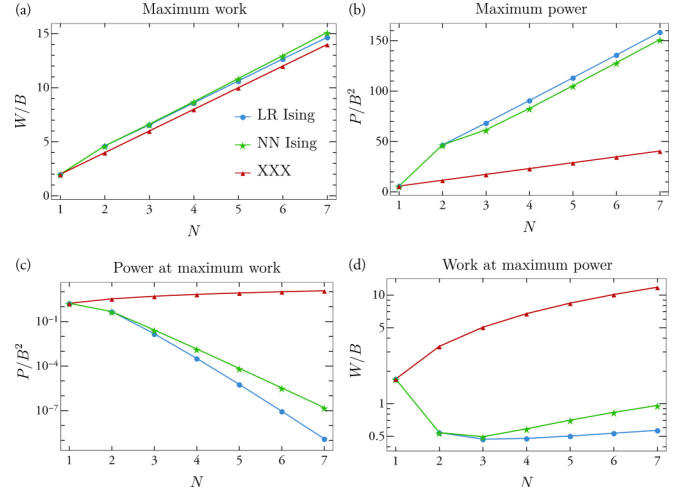 (a)
Maximum work
15
10
5
0
W/B
LR Ising
NN Ising
XXX
1 2 3 4 5 6 7
N
(b)
Maximum power
150
100
50
0
P/B²
1 2 3 4 5 6 7
N
(c)
Power at maximum work
10⁻¹
10⁻⁴
10⁻⁷
P/B²
1 2 3 4 5 6 7
N
(d)
Work at maximum power
10
5
1
0.5
W/B
1 2 3 4 5 6 7
N